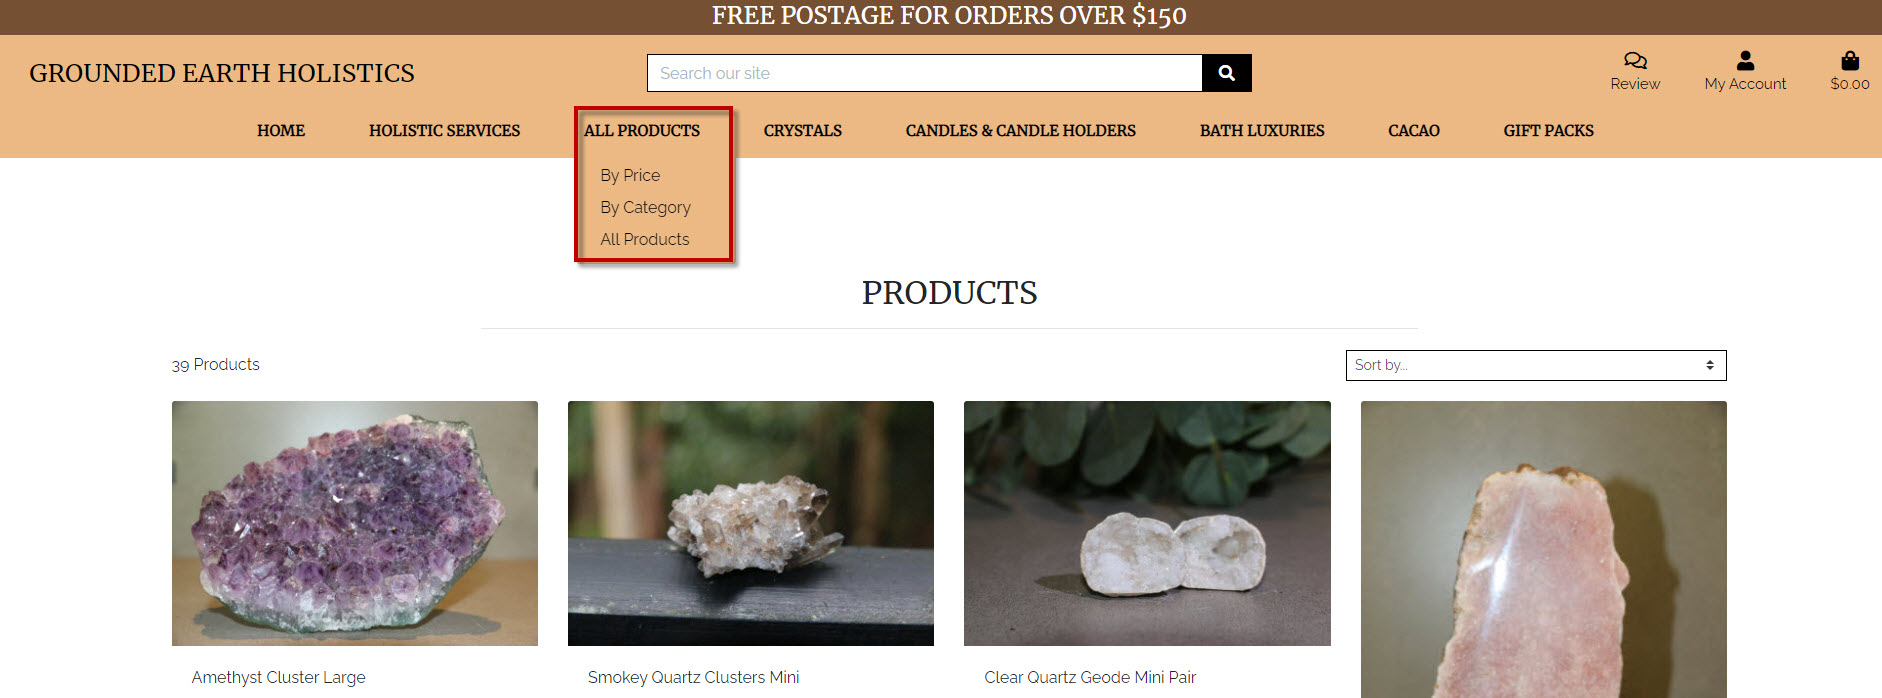 FREE POSTAGE FOR ORDERS OVER $150
GROUNDED EARTH HOLISTICS
Search our site
Review
My Account
$0.00
HOME
HOLISTIC SERVICES
ALL PRODUCTS
CRYSTALS
CANDLES & CANDLE HOLDERS
BATH LUXURIES
CACAO
GIFT PACKS
By Price
By Category
All Products
PRODUCTS
39 Products
Sort by...
Amethyst Cluster Large
Smokey Quartz Clusters Mini
Clear Quartz Geode Mini Pair